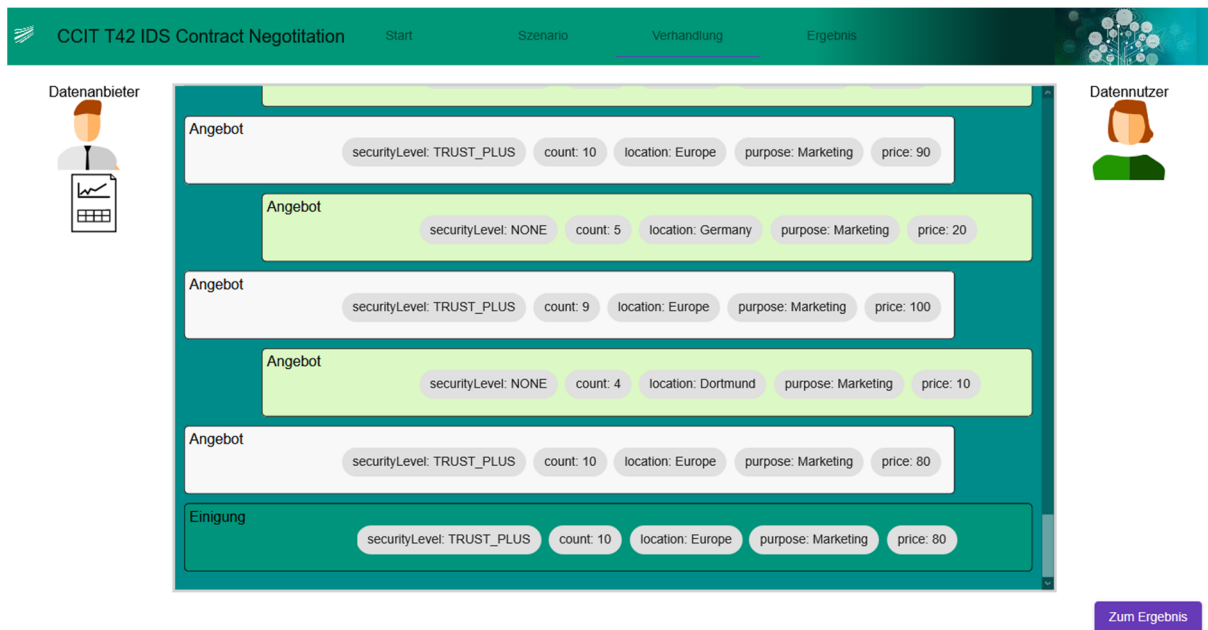 CCIT T42 IDS Contract Negotitation Start Szenario Verhandlung Ergebnis
Datenanbieter
Datennutzer
Angebot
securityLevel: TRUST_PLUS count: 10 location: Europe purpose: Marketing price: 90
Angebot
securityLevel: NONE count: 5 location: Germany purpose: Marketing price: 20
Angebot
securityLevel: TRUST_PLUS count: 9 location: Europe purpose: Marketing price: 100
Angebot
securityLevel: NONE count: 4 location: Dortmund purpose: Marketing price: 10
Angebot
securityLevel: TRUST_PLUS count: 10 location: Europe purpose: Marketing price: 80
Einigung
securityLevel: TRUST_PLUS count: 10 location: Europe purpose: Marketing price: 80
Zum Ergebnis